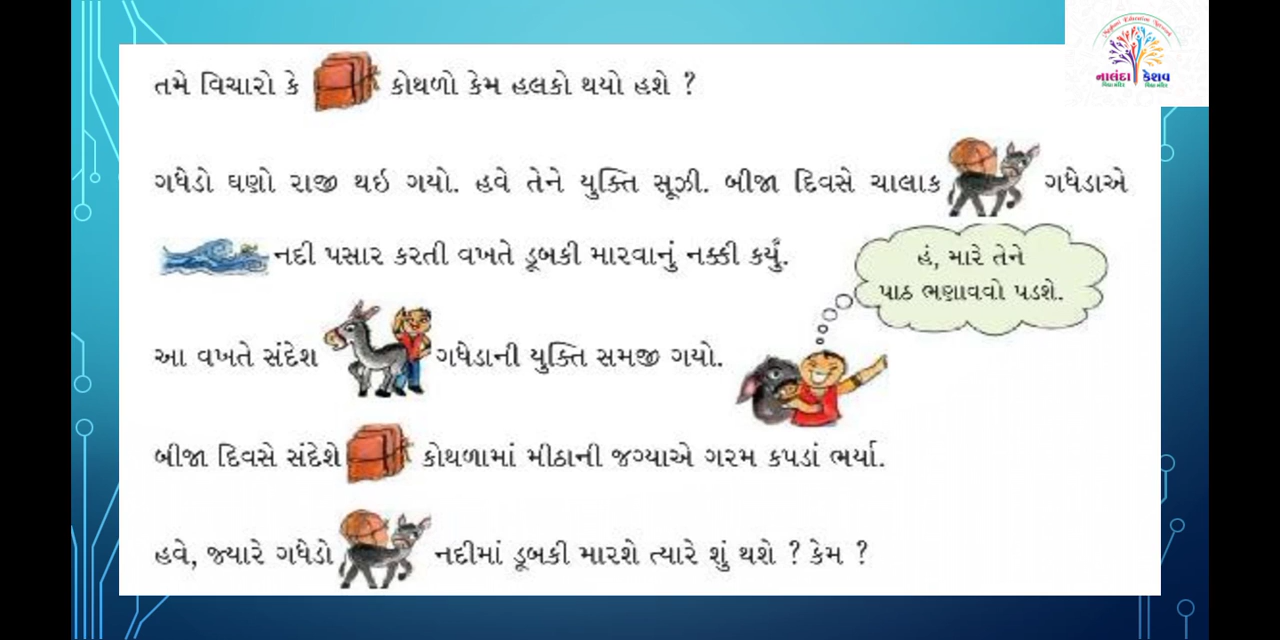 નાલંદા કેશવ
તમે વિચારો કે કોથળો કેમ હલકો થયો હશે ?
ગધેડો ઘણો રાજી થઇ ગયો. હવે તેને યુક્તિ સૂઝી. બીજા દિવસે ચાલાક ગધેડાએ
નદી પસાર કરતી વખતે ડૂબકી મારવાનું નક્કી કર્યું.
હં, મારે તેને
પાઠ ભણાવવો પડશે.
આ વખતે સંદેશ ગધેડાની યુક્તિ સમજી ગયો.
બીજા દિવસે સંદેશે કોથળામાં મીઠાની જગ્યાએ ગરમ કપડાં ભર્યા.
હવે, જ્યારે ગધેડો નદીમાં ડૂબકી મારશે ત્યારે શું થશે ? કેમ ?